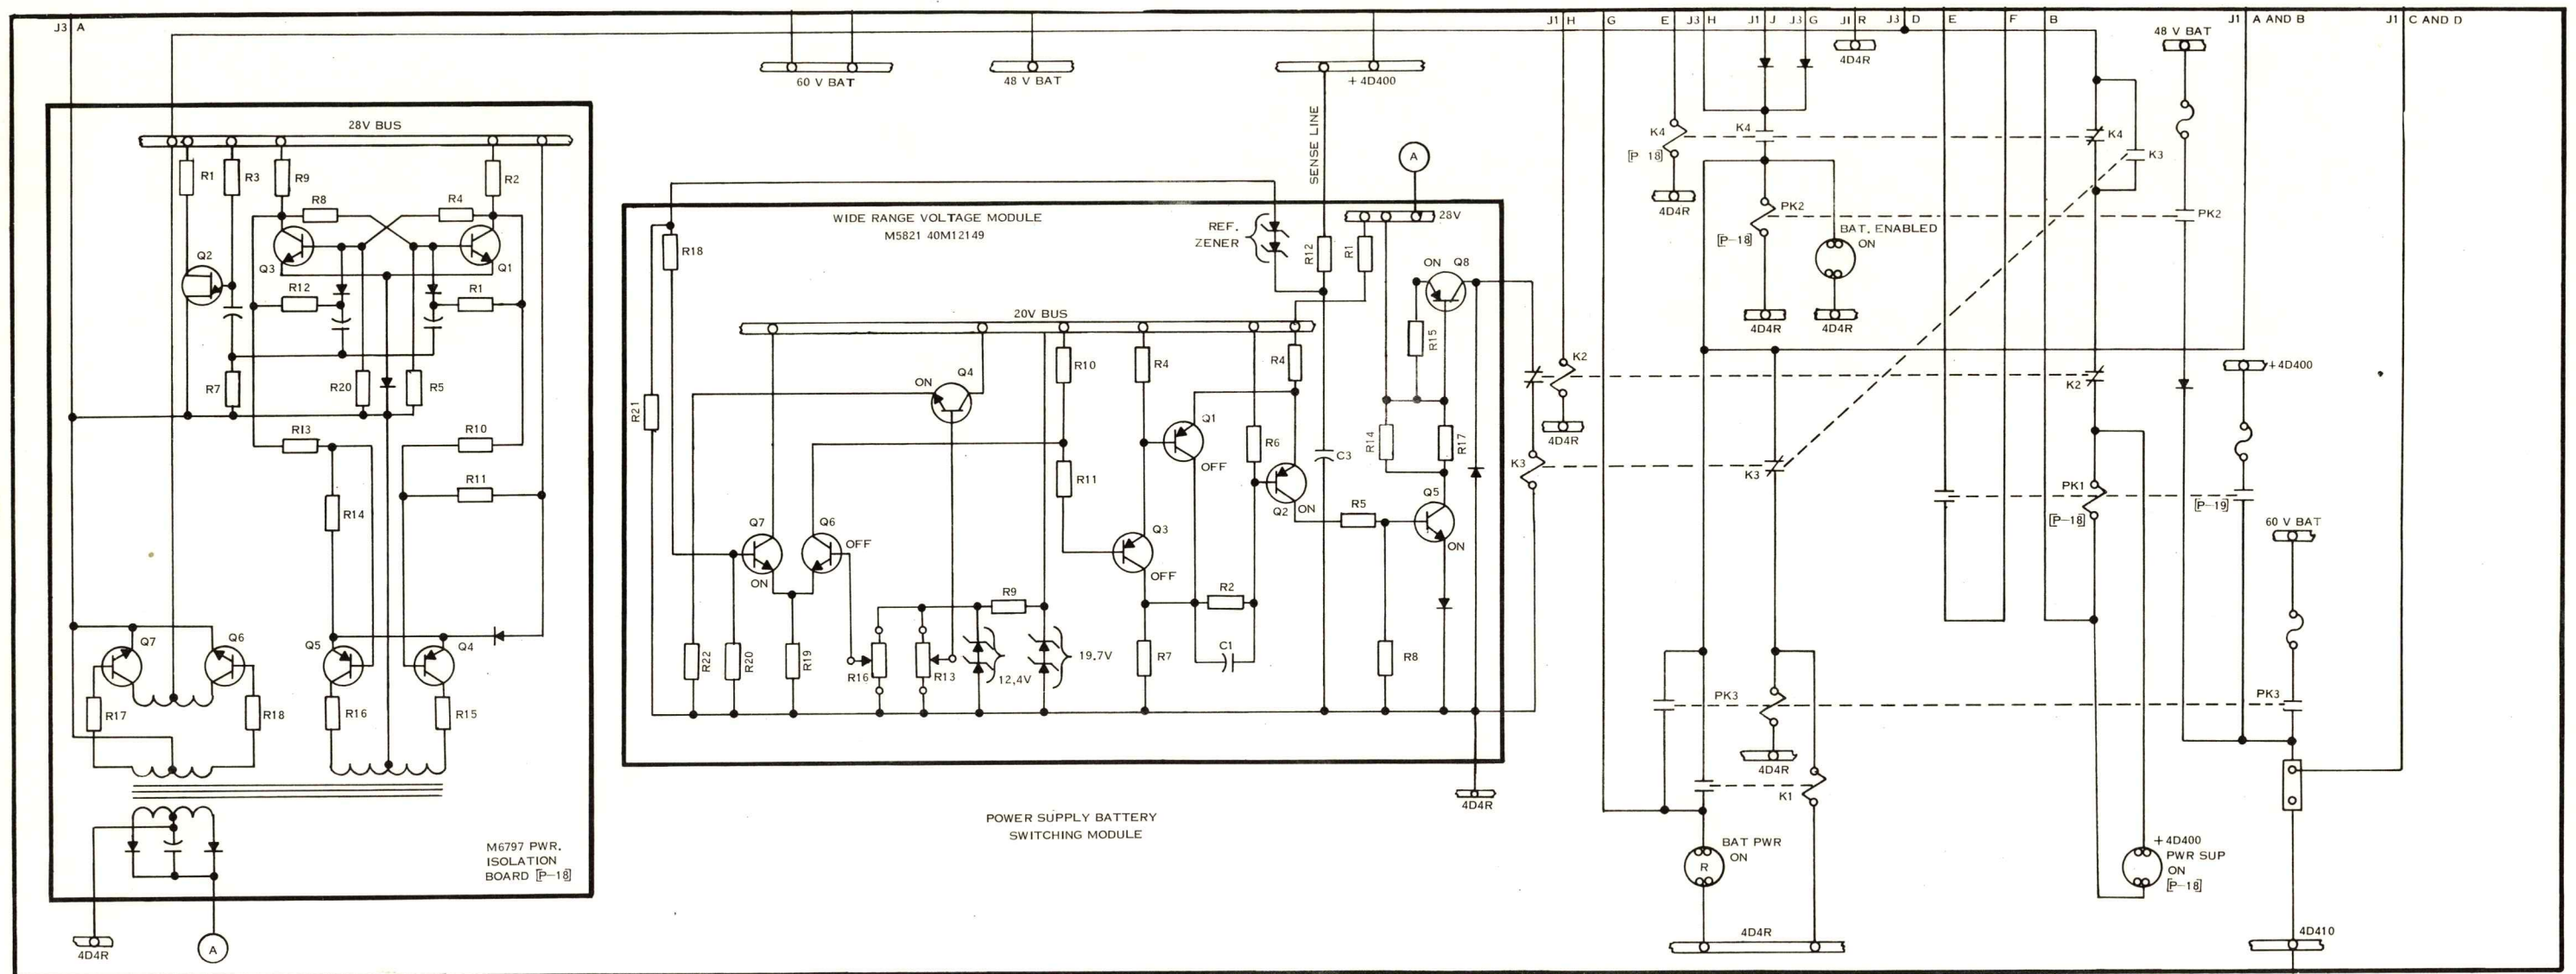 J3 A
J1 H
G
E
J3 H
J1 J
J3 G
J1 R
J3 D
E
F
B
J1 A AND B
J1 C AND D
60 V BAT
48 V BAT
+ 4D400
4D4R
48 V BAT
28V BUS
R1
R3
R9
R8
R4
R2
Q2
Q3
Q1
R12
R1
R7
R20
R5
R13
R10
R11
R14
Q7
Q6
Q5
Q4
R17
R18
R16
R15
M6797 PWR.
ISOLATION
BOARD [P-18]
4D4R
A
SENSE LINE
A
WIDE RANGE VOLTAGE MODULE
M5821 40M12149
REF.
ZENER
28V
R18
R12
R1
ON Q8
20V BUS
R15
R21
ON
Q4
R10
R4
R4
Q1
OFF
R6
R14
R17
C3
R11
Q2
ON
R5
Q5
ON
Q7
ON
Q6
OFF
Q3
OFF
R9
R2
R22
R20
R19
R16
R13
12.4V
19.7V
R7
C1
R8
4D4R
POWER SUPPLY BATTERY
SWITCHING MODULE
K4
[P 18]
4D4R
K4
K4
K3
PK2
[P-18]
PK2
BAT. ENABLED
ON
4D4R
4D4R
K2
4D4R
K2
+4D400
K3
K3
PK1
[P-18]
[P-19]
60 V BAT
PK3
PK3
4D4R
K1
BAT PWR
ON
R
4D4R
+4D400
PWR SUP
ON
[P-18]
4D410